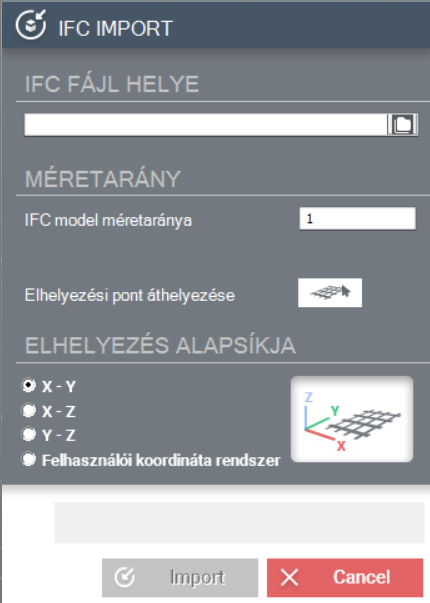 IFC IMPORT
IFC FÁJL HELYE
MÉRETARÁNY
IFC model méretaránya 1
Elhelyezési pont áthelyezése
ELHELYEZÉS ALAPSÍKJA
X - Y
X - Z
Y - Z
Felhasználói koordináta rendszer
Z
Y
X
Import
Cancel